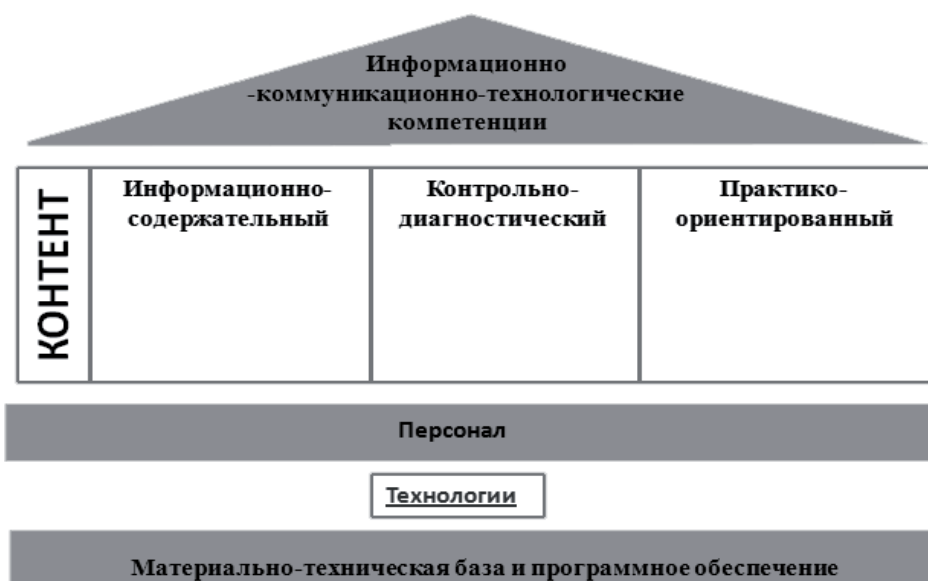 Информационно
-коммуникационно-технологические
компетенции
КОНТЕНТ
Информационно-
содержательный
Контрольно-
диагностический
Практико-
ориентированный
Персонал
Технологии
Материально-техническая база и программное обеспечение